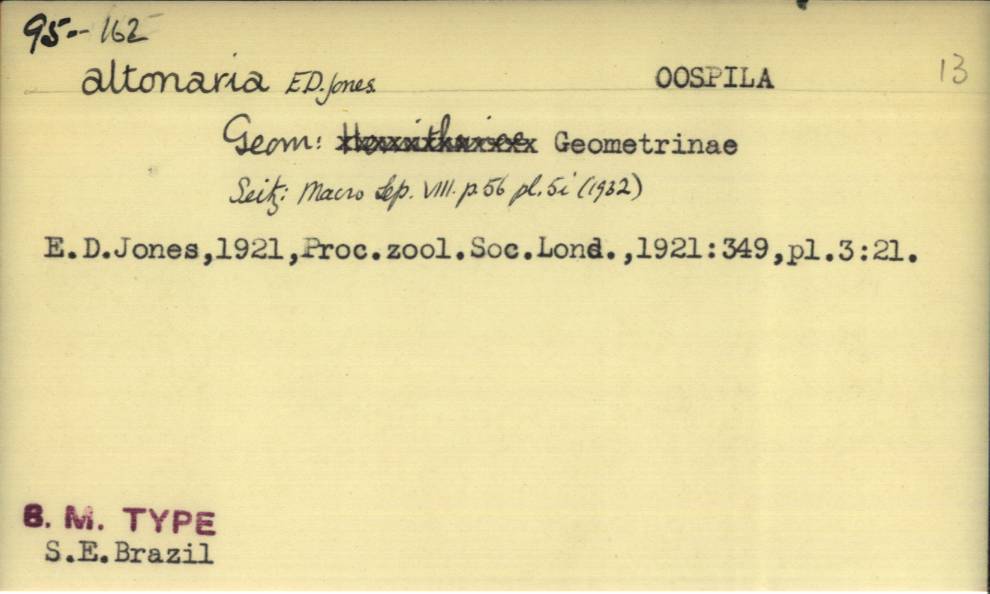 95-- 162
altonaria E.D. Jones. OOSPILA 13
Geom: Geometrinae
Seitz: Macro Lep. VIII. p. 56 pl. 5i (1932)
E.D.Jones,1921,Proc.zool.Soc.Lond.,1921:349,pl.3:21.
B. M. TYPE
S.E.Brazil